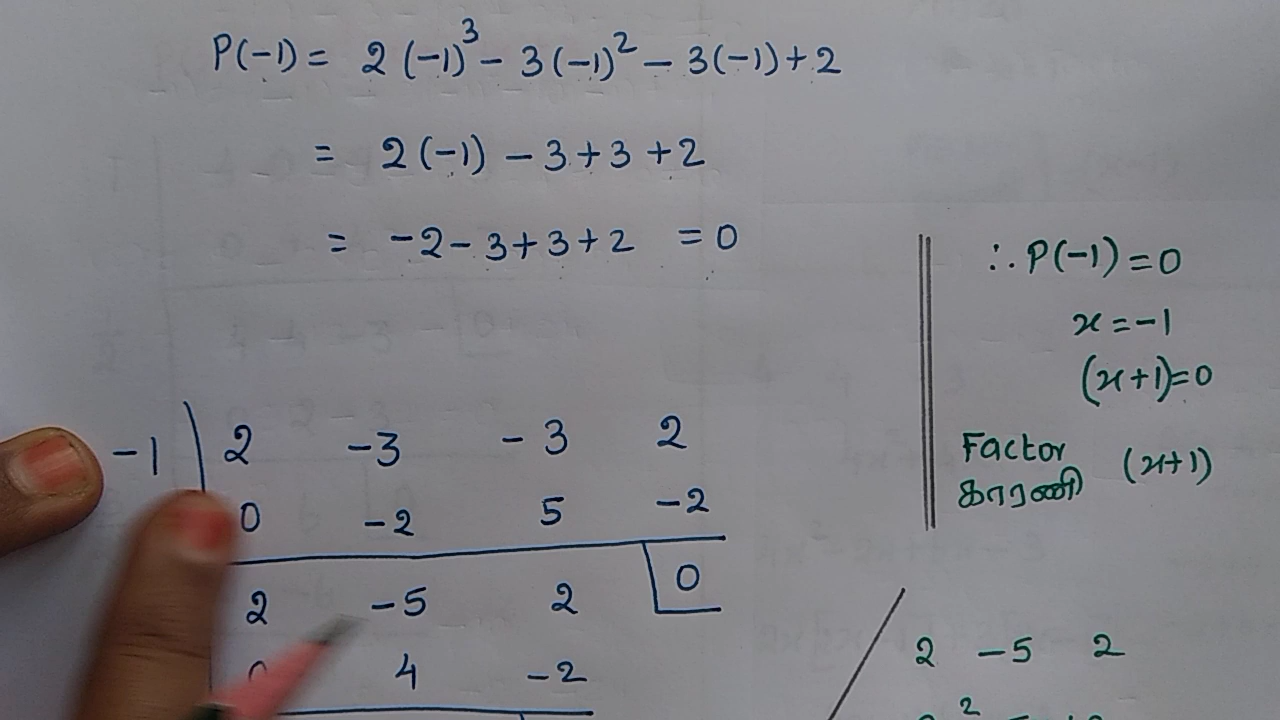 P(-1) = 2(-1)³ - 3(-1)² - 3(-1) + 2
= 2(-1) - 3 + 3 + 2
= -2 - 3 + 3 + 2 = 0
∴ P(-1) = 0
x = -1
(x+1) = 0
Factor (x+1)
காரணி
-1 | 2 -3 -3 2
0 -2 5 -2
2 -5 2 0
4 -2
2 -5 2